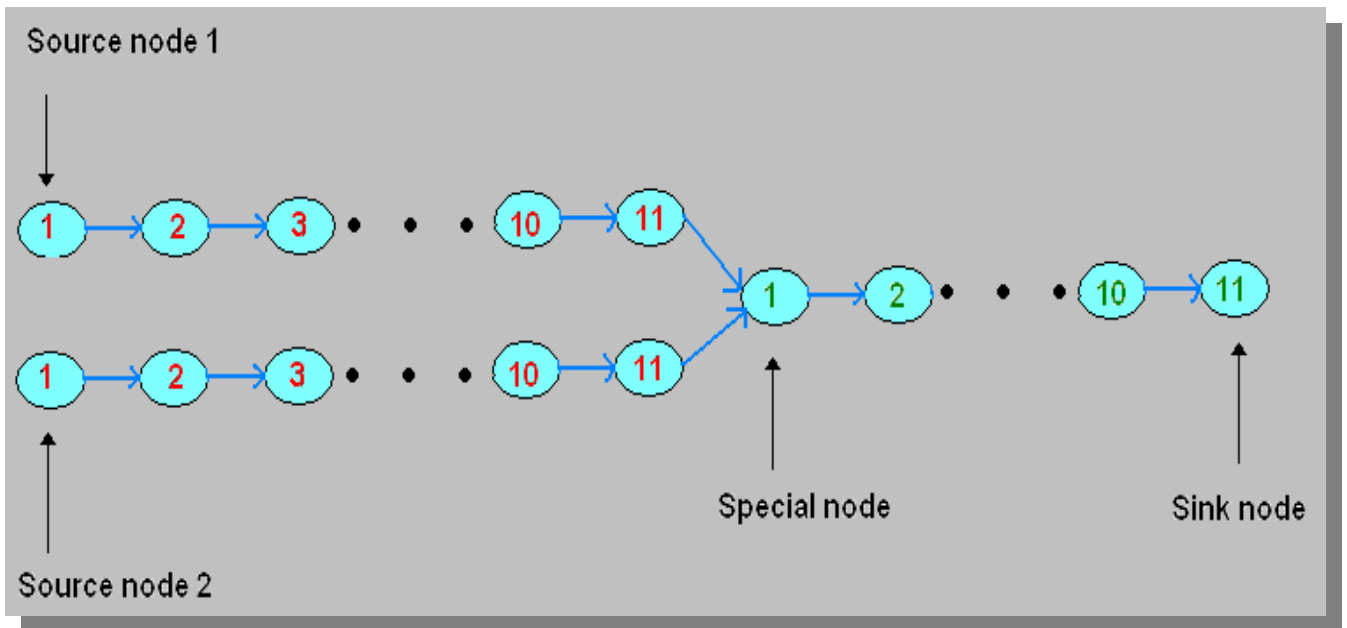 Source node 1
1 2 3 10 11
1 2 10 11
1 2 3 10 11
Special node
Sink node
Source node 2